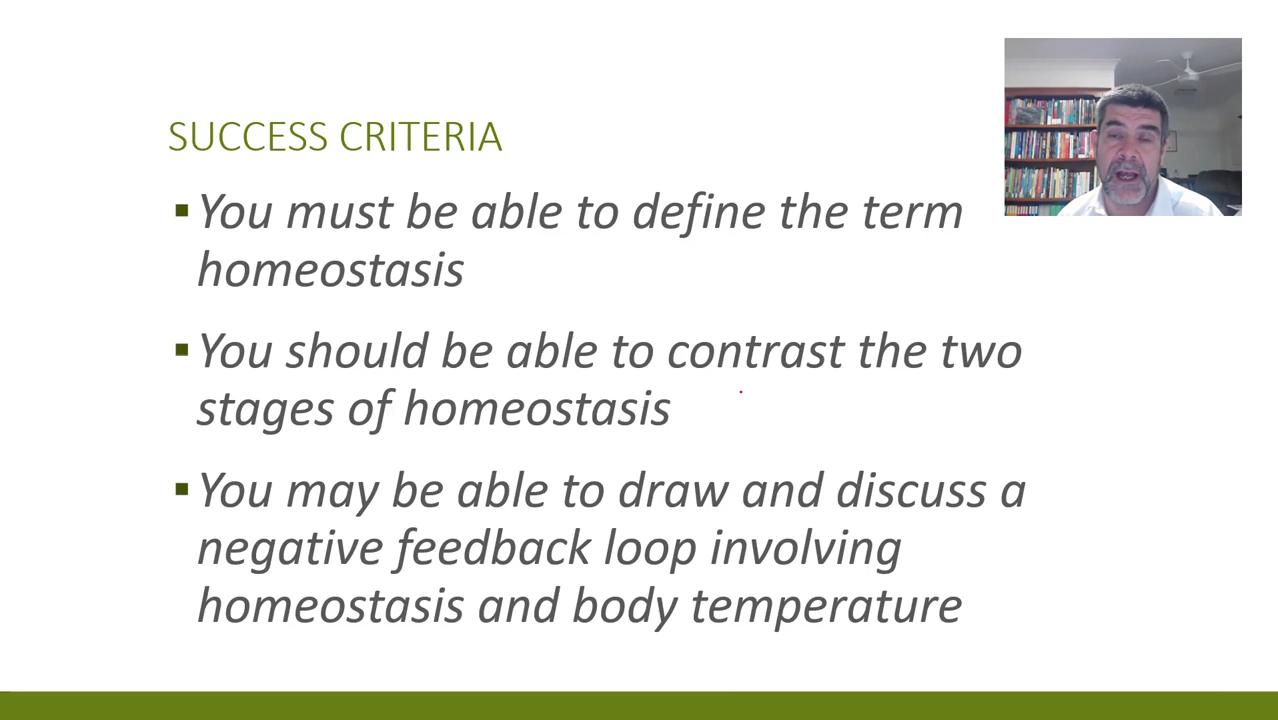 SUCCESS CRITERIA
▪You must be able to define the term
homeostasis
▪You should be able to contrast the two
stages of homeostasis
▪You may be able to draw and discuss a
negative feedback loop involving
homeostasis and body temperature